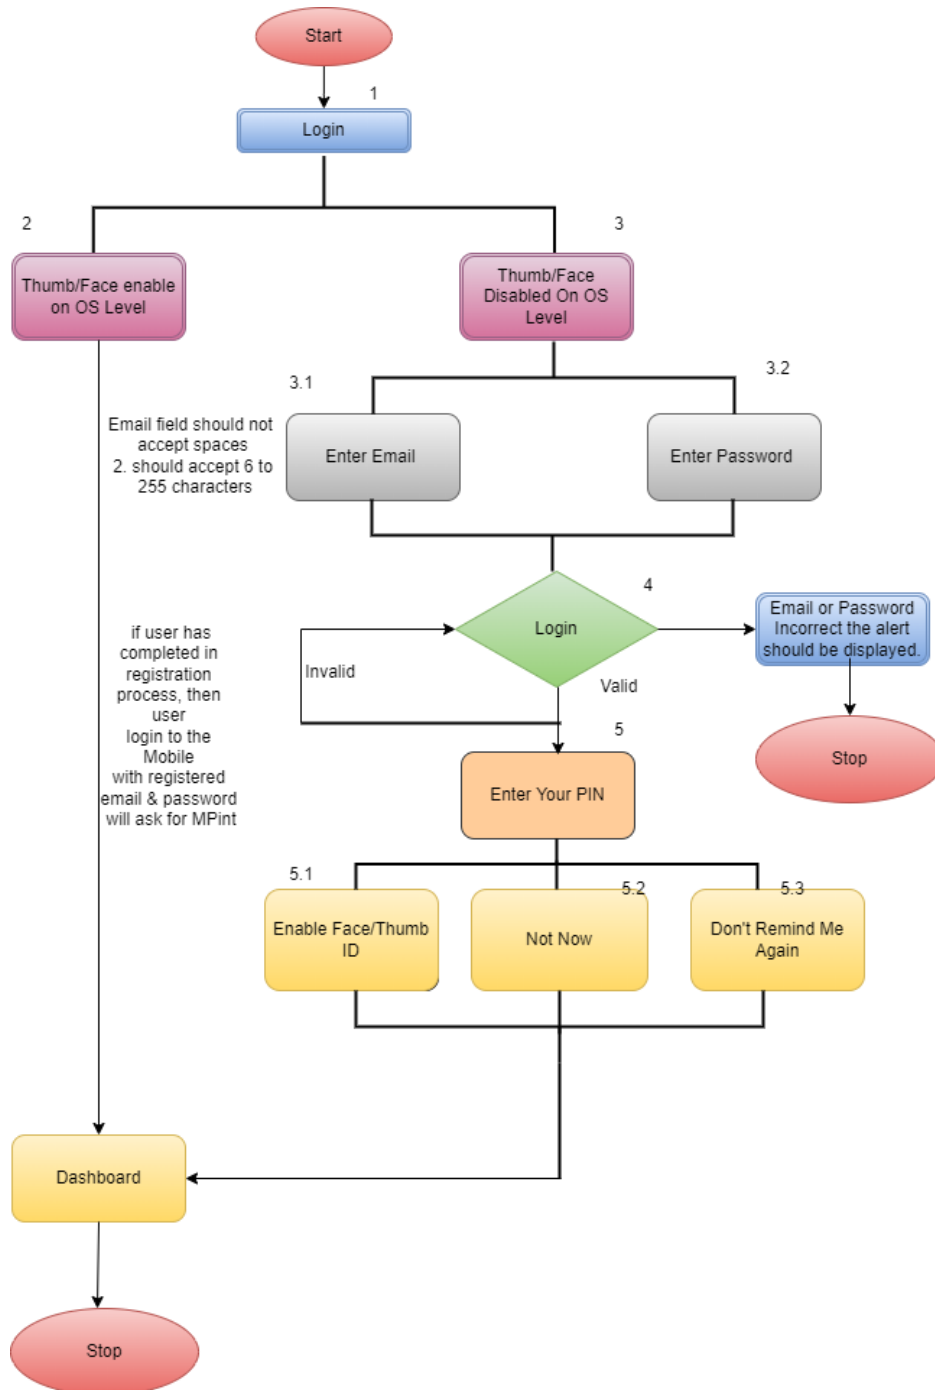 Start
1
Login
2
3
Thumb/Face enable
on OS Level
Thumb/Face
Disabled On OS
Level
3.1
3.2
Email field should not
accept spaces
2. should accept 6 to
255 characters
Enter Email
Enter Password
4
Login
Email or Password
Incorrect the alert
should be displayed.
if user has
completed in
registration
process, then
user
login to the
Mobile
with registered
email & password
will ask for MPint
Invalid
Valid
5
Stop
Enter Your PIN
5.1
5.2
5.3
Enable Face/Thumb
ID
Not Now
Don't Remind Me
Again
Dashboard
Stop